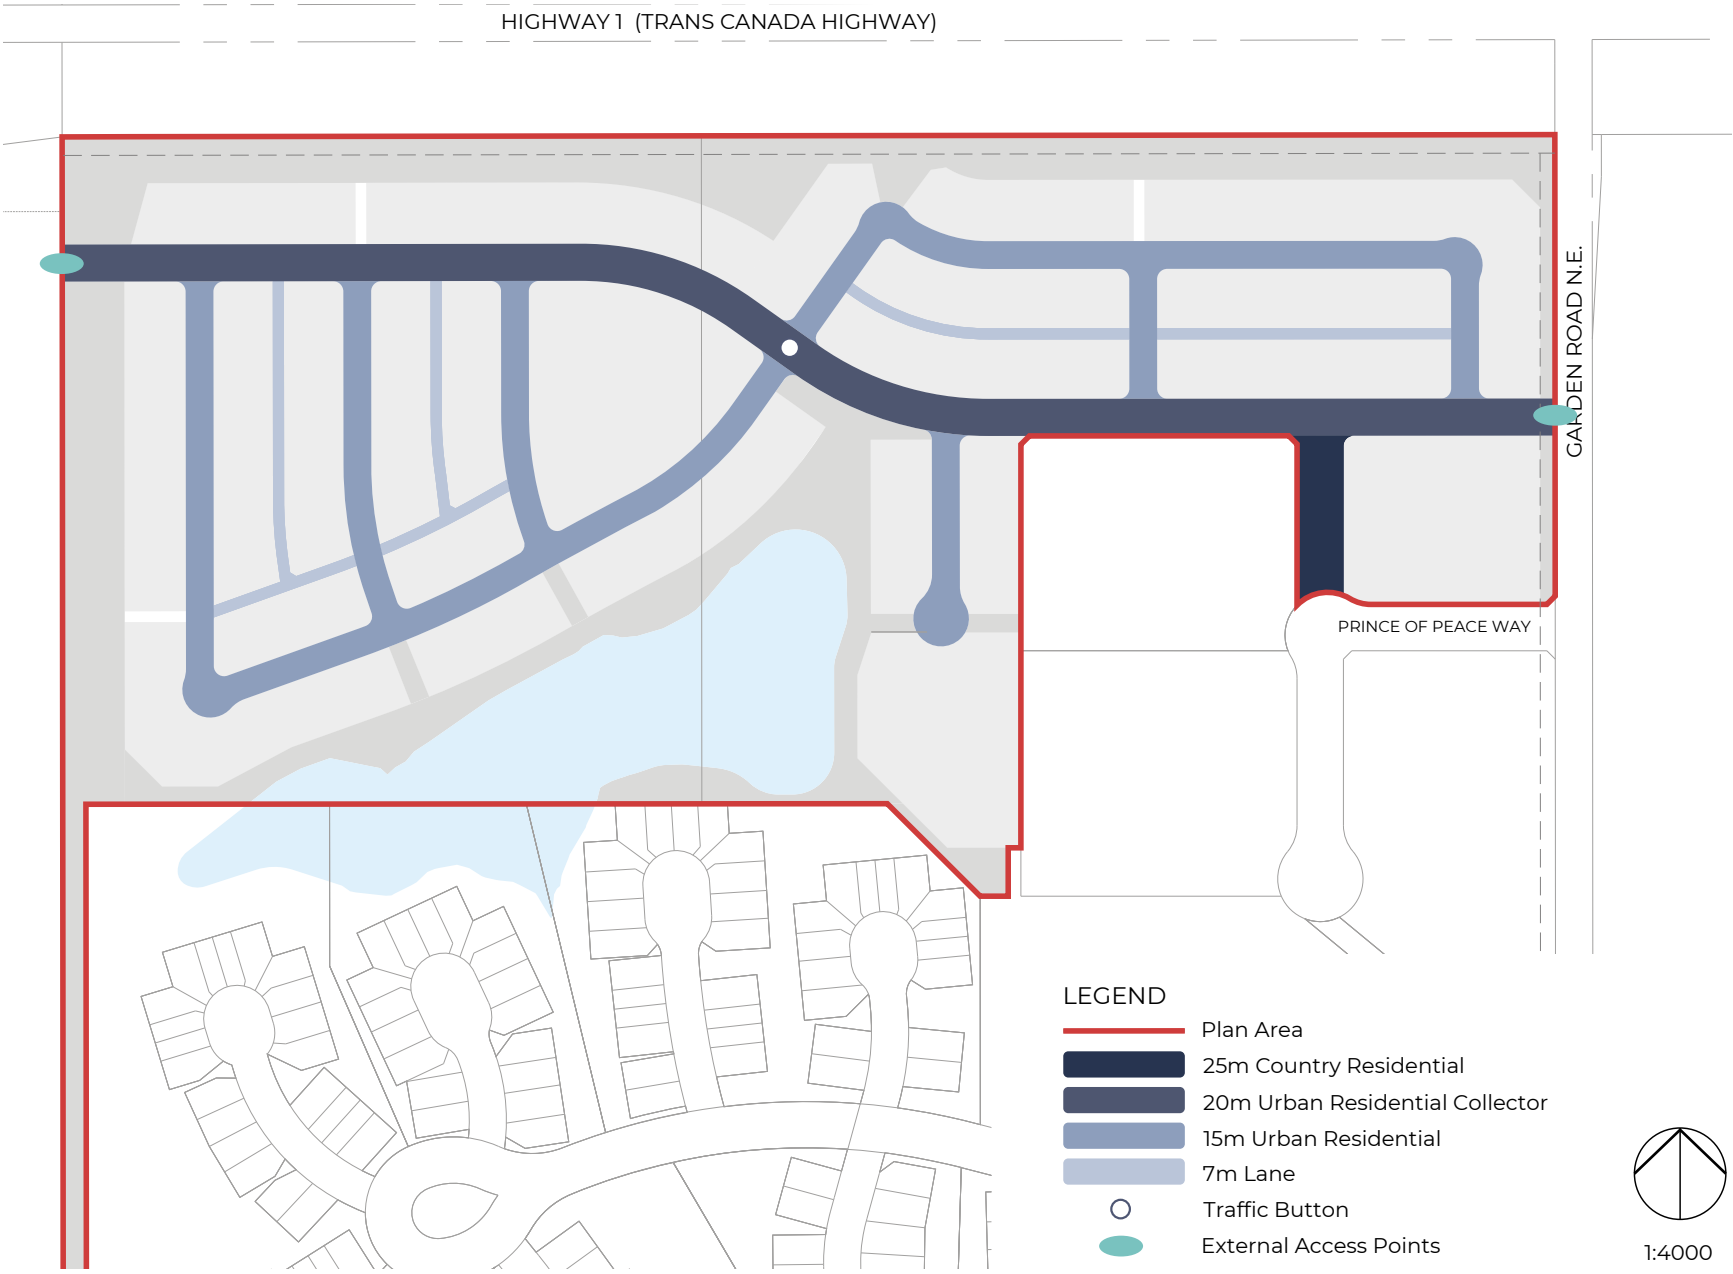 HIGHWAY 1 (TRANS CANADA HIGHWAY)
GARDEN ROAD N.E.
PRINCE OF PEACE WAY
LEGEND
Plan Area
25m Country Residential
20m Urban Residential Collector
15m Urban Residential
7m Lane
Traffic Button
External Access Points
1:4000